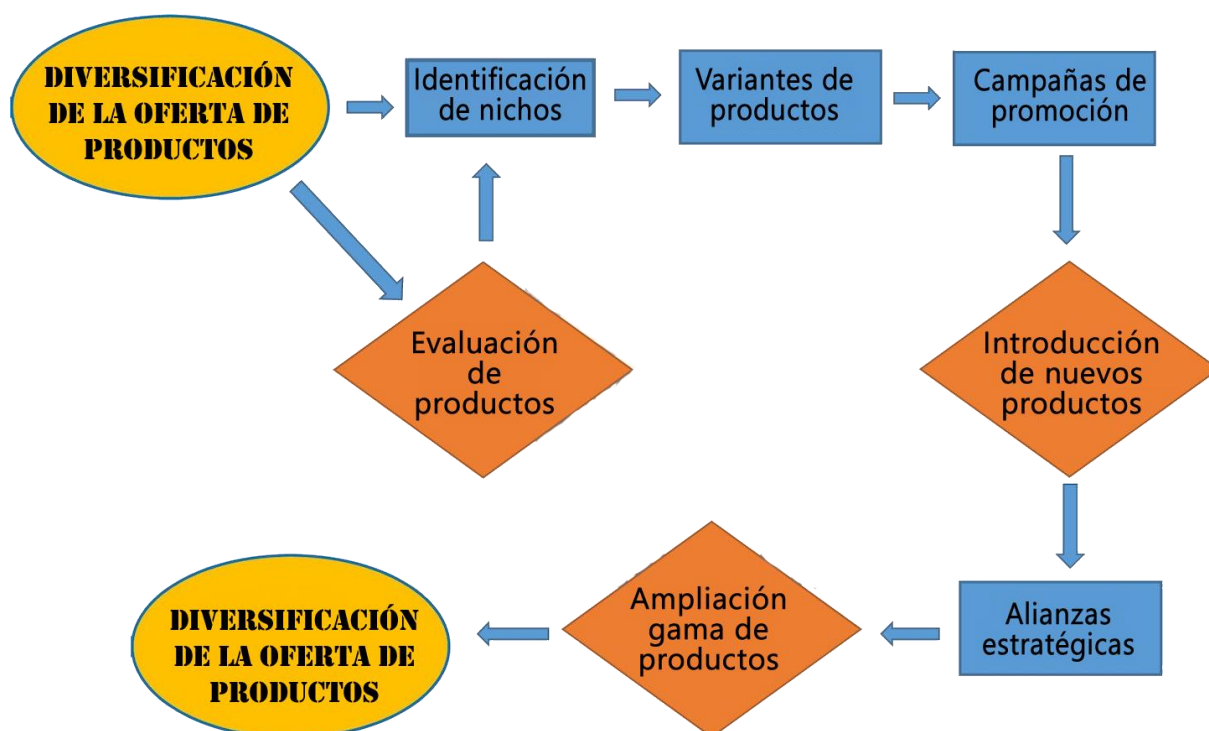 DIVERSIFICACIÓN
DE LA OFERTA DE
PRODUCTOS
Identificación
de nichos
Variantes de
productos
Campañas de
promoción
Evaluación
de
productos
Introducción
de nuevos
productos
DIVERSIFICACIÓN
DE LA OFERTA DE
PRODUCTOS
Ampliación
gama de
productos
Alianzas
estratégicas